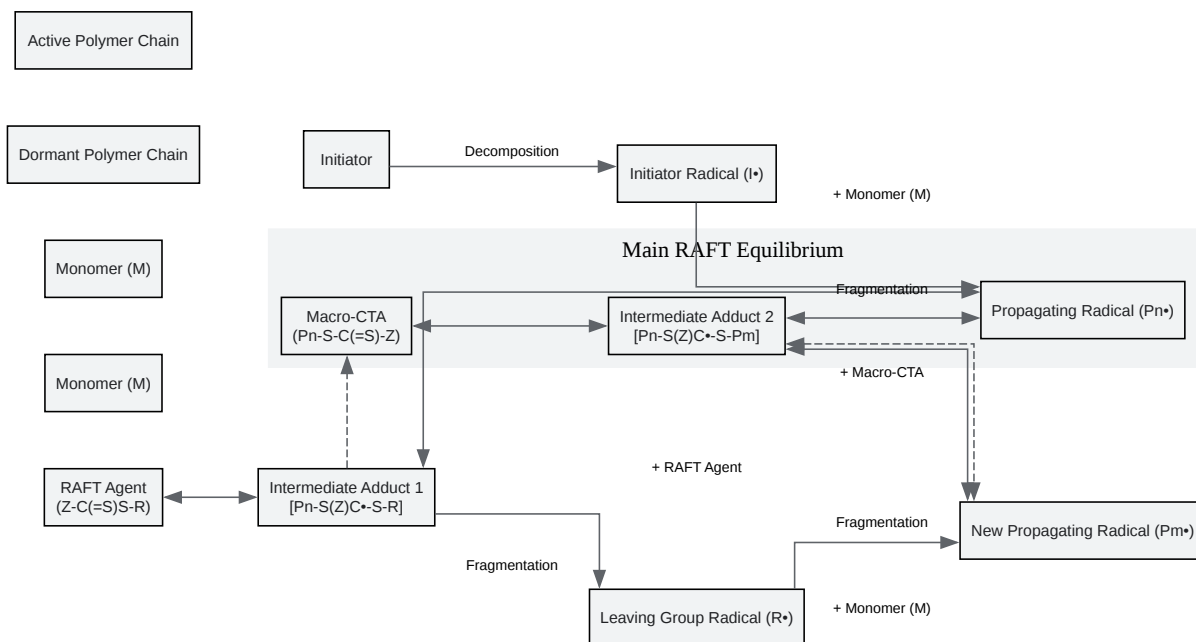 Active Polymer Chain
Dormant Polymer Chain
Initiator
Decomposition
Initiator Radical (I•)
+ Monomer (M)
Monomer (M)
Main RAFT Equilibrium
Macro-CTA
(Pn-S-C(=S)-Z)
Intermediate Adduct 2
[Pn-S(Z)C•-S-Pm]
Fragmentation
Propagating Radical (Pn•)
Monomer (M)
+ Macro-CTA
RAFT Agent
(Z-C(=S)S-R)
Intermediate Adduct 1
[Pn-S(Z)C•-S-R]
+ RAFT Agent
Fragmentation
New Propagating Radical (Pm•)
Fragmentation
Leaving Group Radical (R•)
+ Monomer (M)